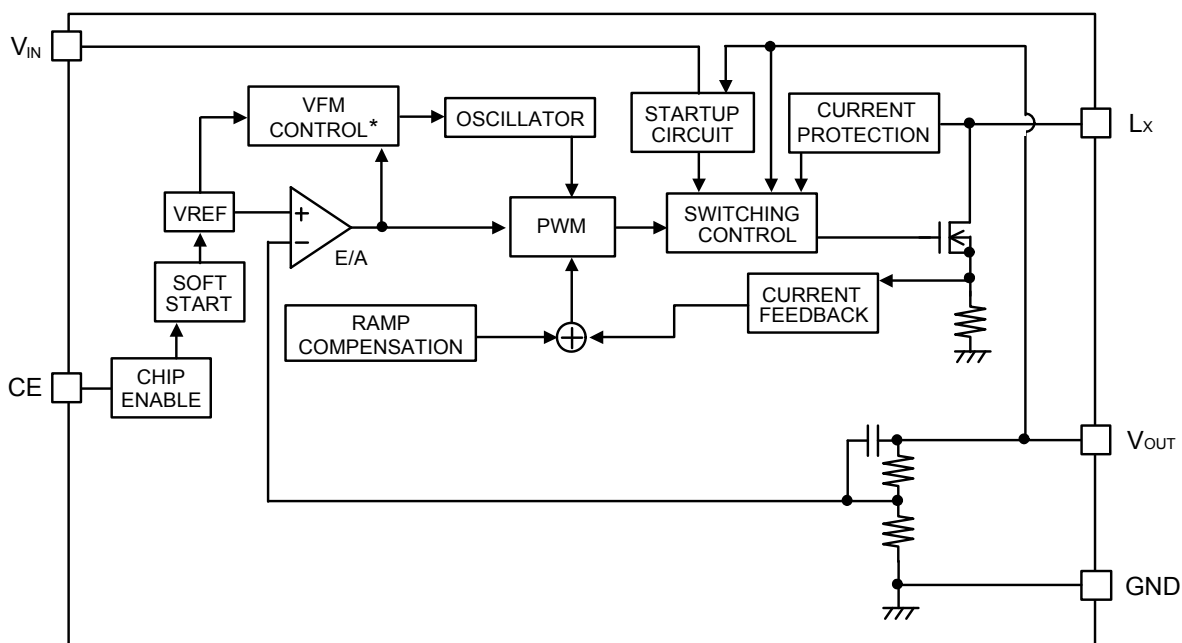 VIN
VFM
CONTROL*
OSCILLATOR
STARTUP
CIRCUIT
CURRENT
PROTECTION
LX
VREF
+
−
E/A
PWM
SWITCHING
CONTROL
SOFT
START
RAMP
COMPENSATION
CURRENT
FEEDBACK
CE
CHIP
ENABLE
VOUT
GND